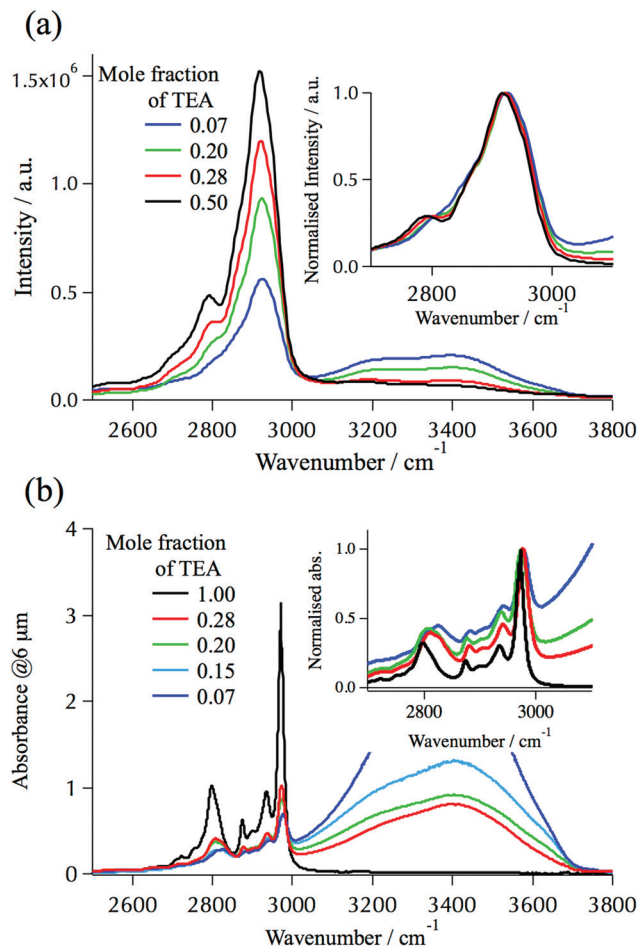 (a)
1.5x10⁶
1.0
0.5
0.0
Intensity / a.u.
Mole fraction
of TEA
0.07
0.20
0.28
0.50
2600 2800 3000 3200 3400 3600 3800
Wavenumber / cm⁻¹
1.0
0.5
0.0
Normalised Intensity / a.u.
2800 3000
Wavenumber / cm⁻¹
(b)
4
3
2
1
0
Absorbance @6 μm
Mole fraction
of TEA
1.00
0.28
0.20
0.15
0.07
2600 2800 3000 3200 3400 3600 3800
Wavenumber / cm⁻¹
1.0
0.5
0.0
Normalised abs.
2800 3000
Wavenumber / cm⁻¹